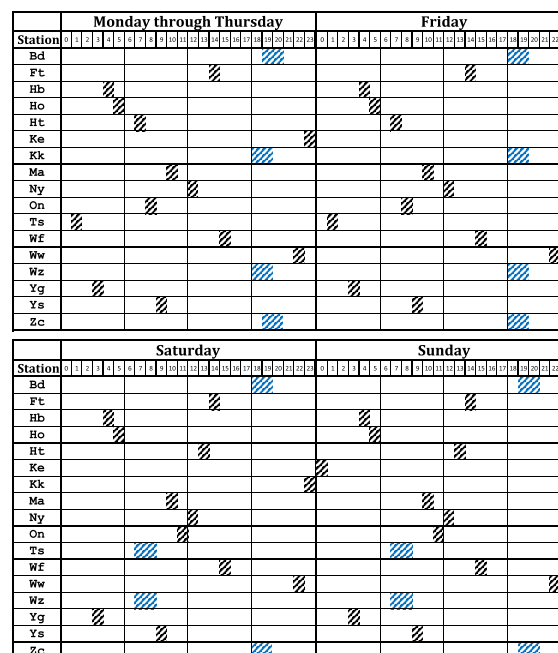 Monday through Thursday Friday
Station 0 1 2 3 4 5 6 7 8 9 10 11 12 13 14 15 16 17 18 19 20 21 22 23 0 1 2 3 4 5 6 7 8 9 10 11 12 13 14 15 16 17 18 19 20 21 22
Bd
Ft
Hb
Ho
Ht
Ke
Kk
Ma
Ny
On
Ts
Wf
Ww
Wz
Yg
Ys
Zc
Saturday Sunday
Station 0 1 2 3 4 5 6 7 8 9 10 11 12 13 14 15 16 17 18 19 20 21 22 23 0 1 2 3 4 5 6 7 8 9 10 11 12 13 14 15 16 17 18 19 20 21 22
Bd
Ft
Hb
Ho
Ht
Ke
Kk
Ma
Ny
On
Ts
Wf
Ww
Wz
Yg
Ys
Zc